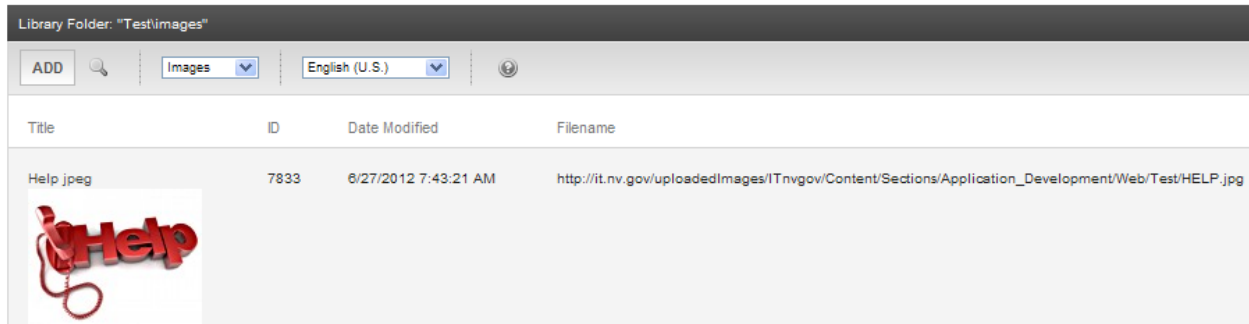 Library Folder: "Test\images"
ADD Images English (U.S.)
Title ID Date Modified Filename
Help jpeg 7833 6/27/2012 7:43:21 AM http://it.nv.gov/uploadedImages/ITnvgov/Content/Sections/Application_Development/Web/Test/HELP.jpg
Help